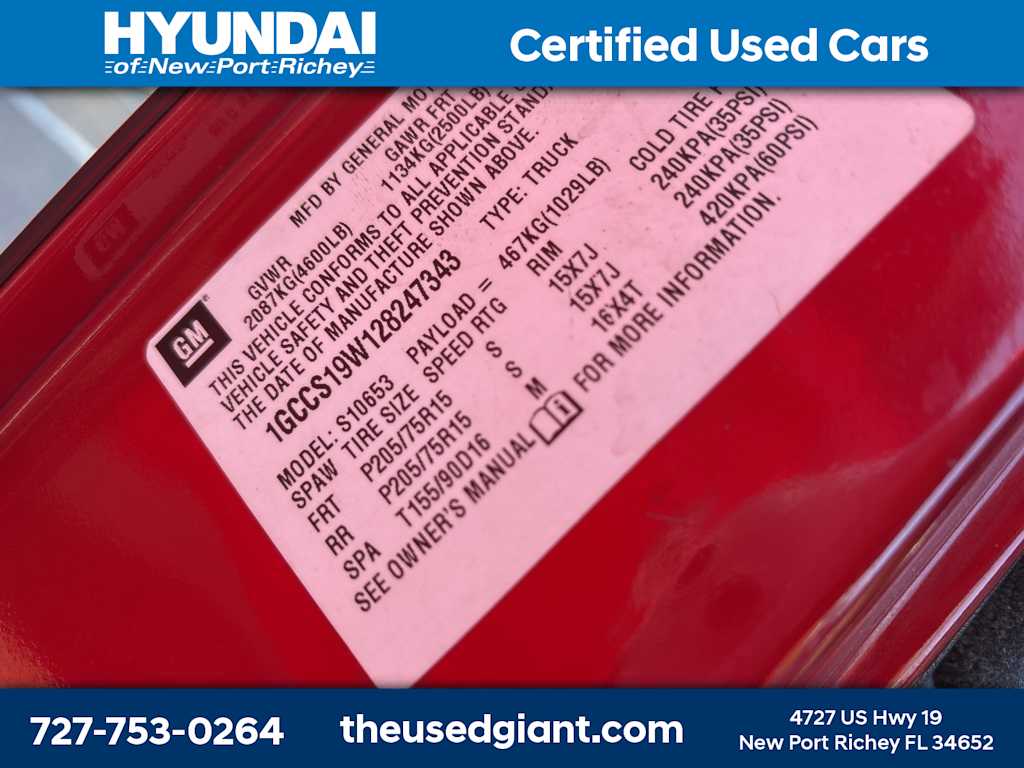 HYUNDAI
of New Port Richey
Certified Used Cars
MFD BY GENERAL
GVWR GAWR FRT
2087KG(4600LB) 1134KG(2500LB)
THIS VEHICLE CONFORMS TO ALL APPLICABLE
VEHICLE SAFETY AND THEFT PREVENTION
THE DATE OF MANUFACTURE SHOWN ABOVE.
GM
1GCCS19W128247343 TYPE: TRUCK
MODEL: S10653 PAYLOAD = 467KG(1029LB)
SPAW TIRE SIZE SPEED RTG RIM COLD TIRE
FRT P205/75R15 S 15X7J 240KPA(35PSI)
RR P205/75R15 S 15X7J 240KPA(35PSI)
SPA T155/90D16 M 16X4T 420KPA(60PSI)
SEE OWNER'S MANUAL i FOR MORE INFORMATION.
727-753-0264
theusedgiant.com
4727 US Hwy 19
New Port Richey FL 34652